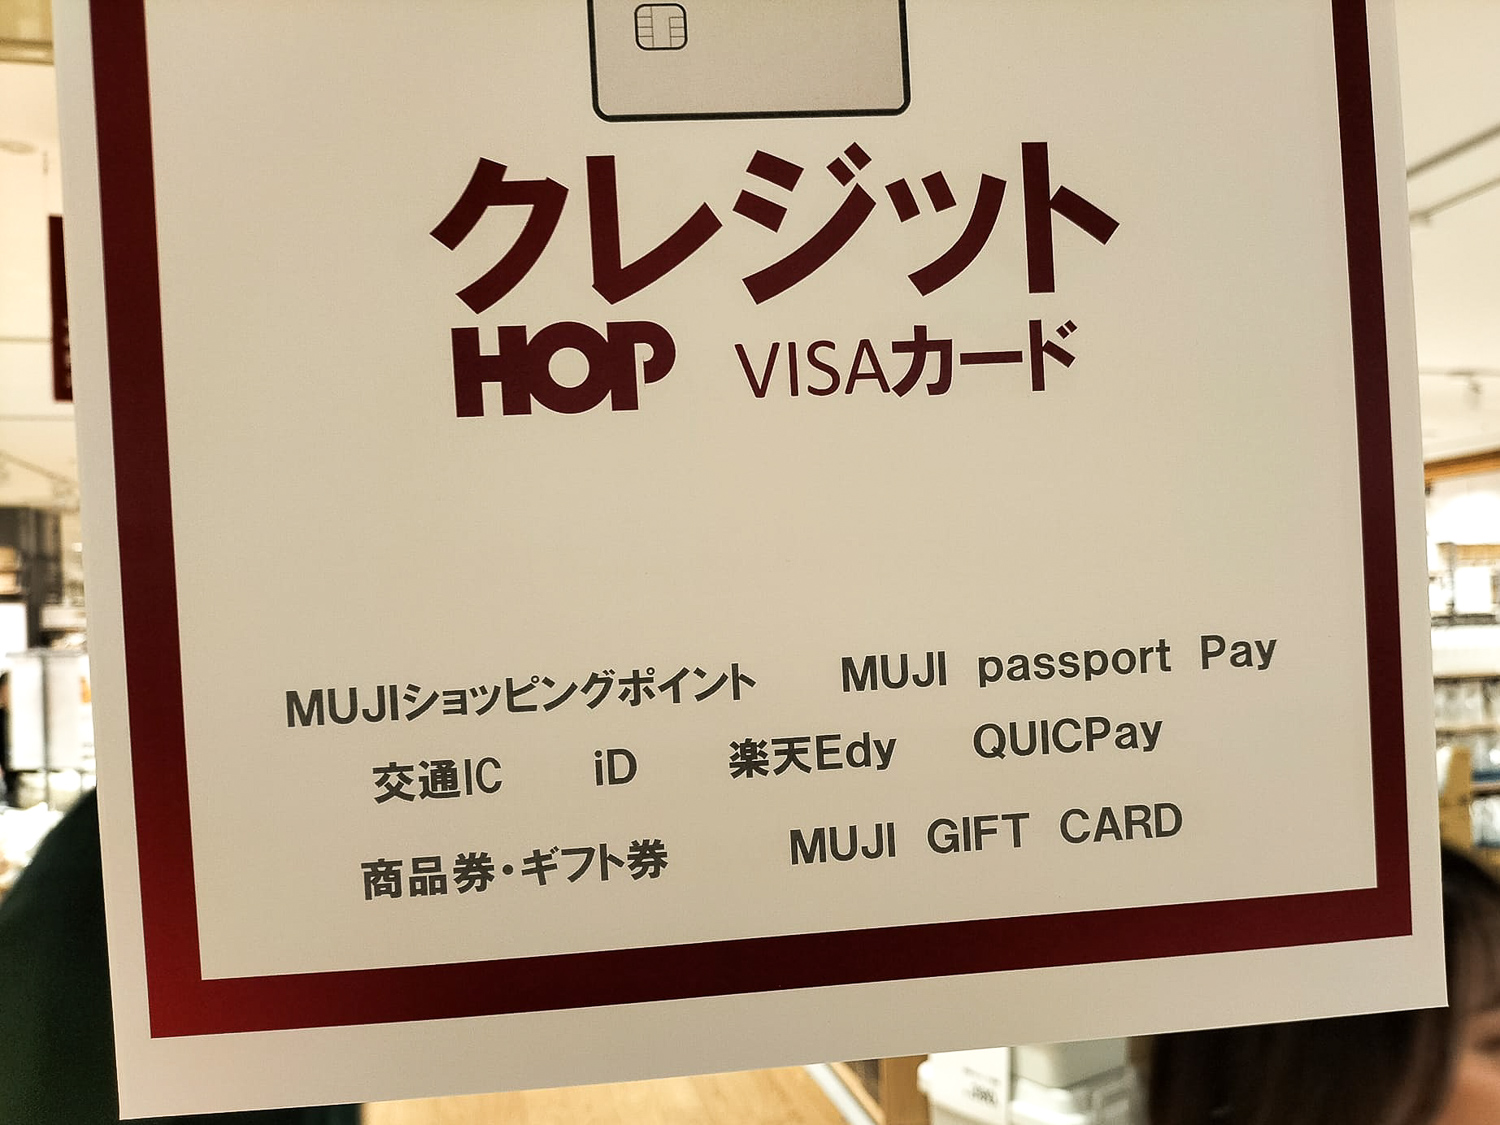 クレジット
HOP VISAカード
MUJIショッピングポイント MUJI passport Pay
交通IC iD 楽天Edy QUICPay
商品券・ギフト券 MUJI GIFT CARD